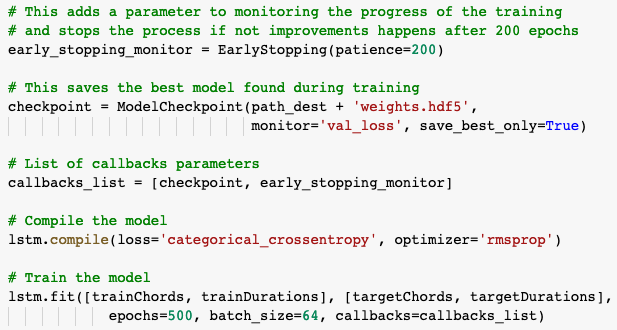 # This adds a parameter to monitoring the progress of the training
# and stops the process if not improvements happens after 200 epochs
early_stopping_monitor = EarlyStopping(patience=200)
# This saves the best model found during training
checkpoint = ModelCheckpoint(path_dest + 'weights.hdf5',
monitor='val_loss', save_best_only=True)
# List of callbacks parameters
callbacks_list = [checkpoint, early_stopping_monitor]
# Compile the model
lstm.compile(loss='categorical_crossentropy', optimizer='rmsprop')
# Train the model
lstm.fit([trainChords, trainDurations], [targetChords, targetDurations],
epochs=500, batch_size=64, callbacks=callbacks_list)